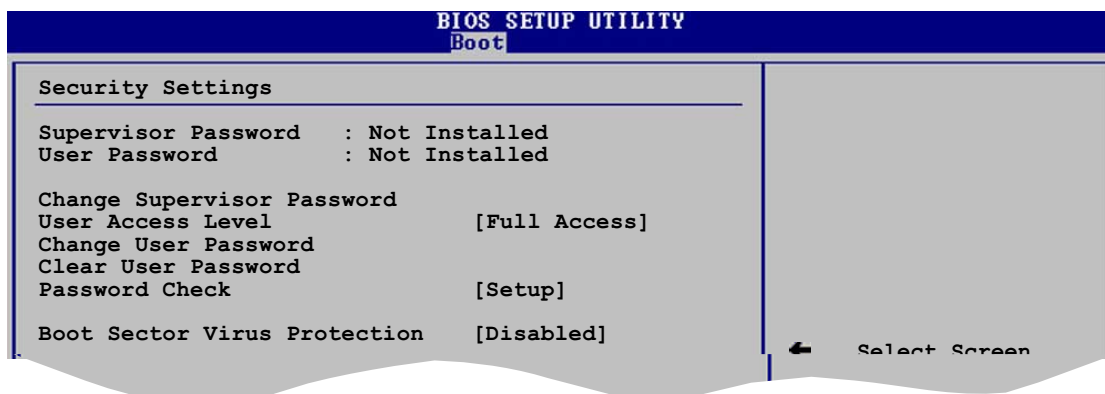 BIOS SETUP UTILITY
Boot
Security Settings
Supervisor Password : Not Installed
User Password : Not Installed
Change Supervisor Password
User Access Level [Full Access]
Change User Password
Clear User Password
Password Check [Setup]
Boot Sector Virus Protection [Disabled]
Select Screen